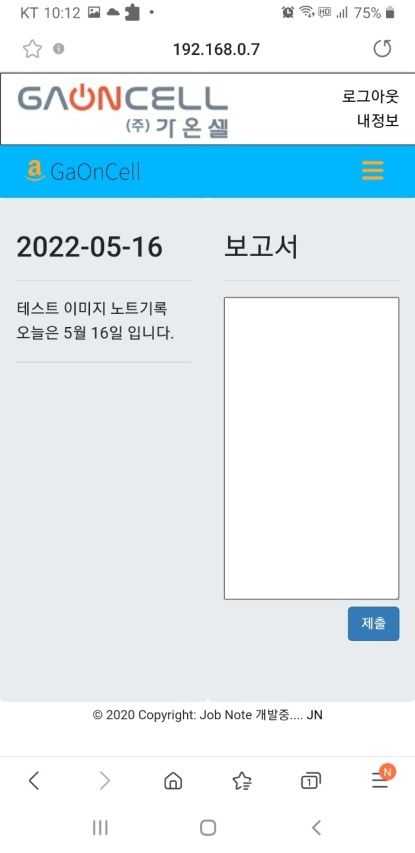 KT 10:12
75%
192.168.0.7
GAONCELL
(주) 가 온 셀
로그아웃
내정보
GaOnCell
2022-05-16
테스트 이미지 노트기록
오늘은 5월 16일 입니다.
보고서
제출
© 2020 Copyright: Job Note 개발중.... JN
1
N